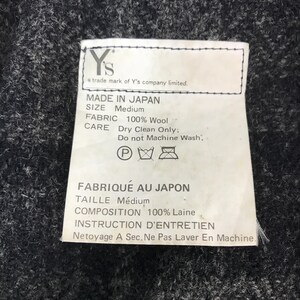 Y's
a trade mark of Y's company limited.
MADE IN JAPAN
SIZE Medium
FABRIC 100% Wool
CARE Dry Clean Only;
Do not Machine Wash.
P
FABRIQUÉ AU JAPON
TAILLE Médium
COMPOSITION 100% Laine
INSTRUCTION D'ENTRETIEN
Netoyage A Sec, Ne Pas Laver En Machine